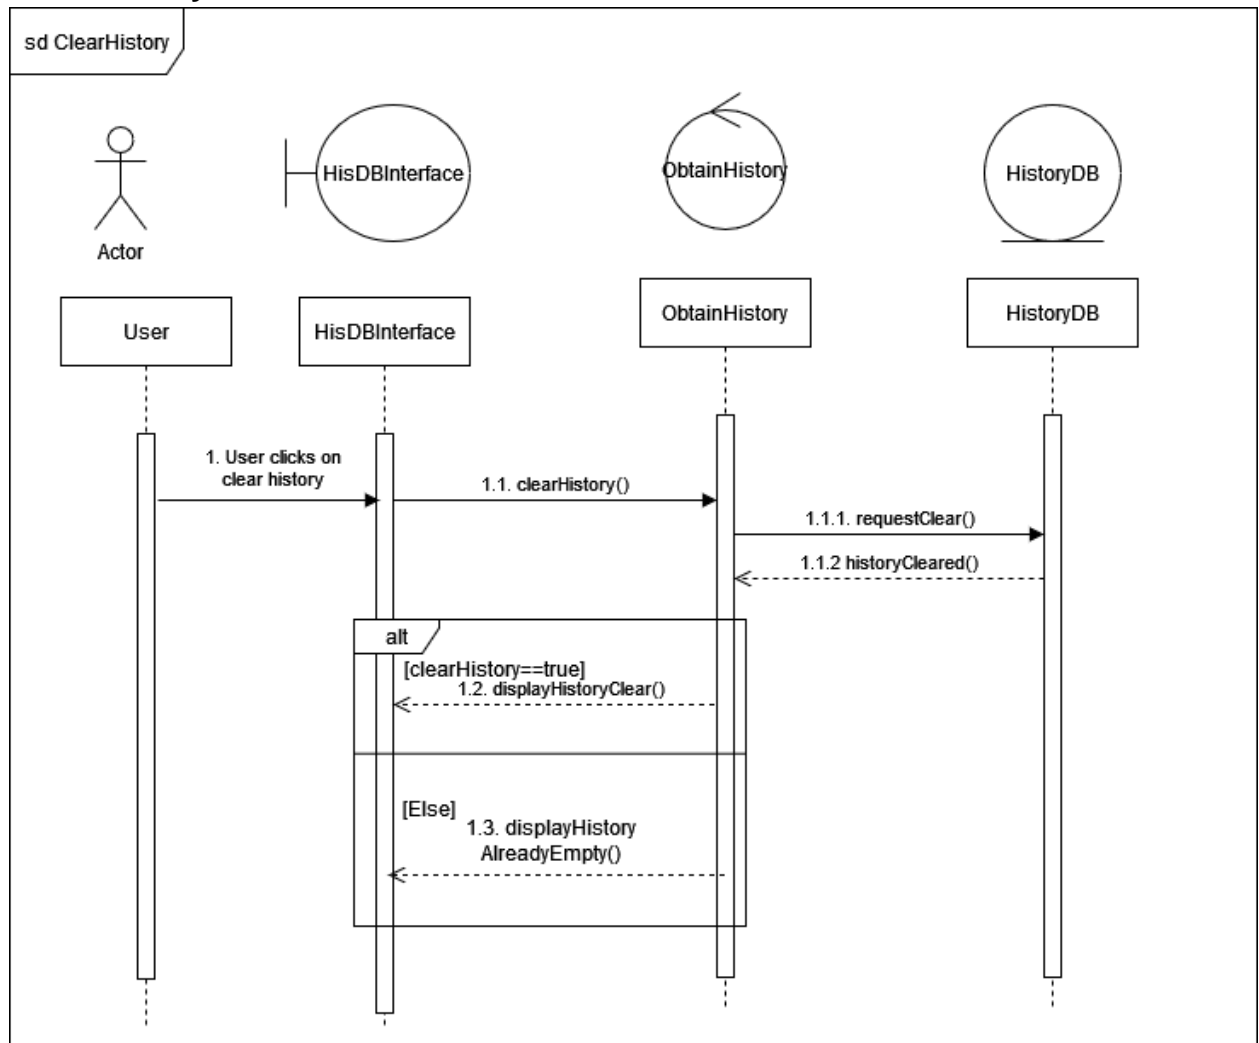 sd ClearHistory
HisDBInterface
ObtainHistory
HistoryDB
Actor
User
HisDBInterface
ObtainHistory
HistoryDB
1. User clicks on
clear history
1.1. clearHistory()
1.1.1. requestClear()
1.1.2 historyCleared()
alt
[clearHistory==true]
1.2. displayHistoryClear()
[Else]
1.3. displayHistory
AlreadyEmpty()